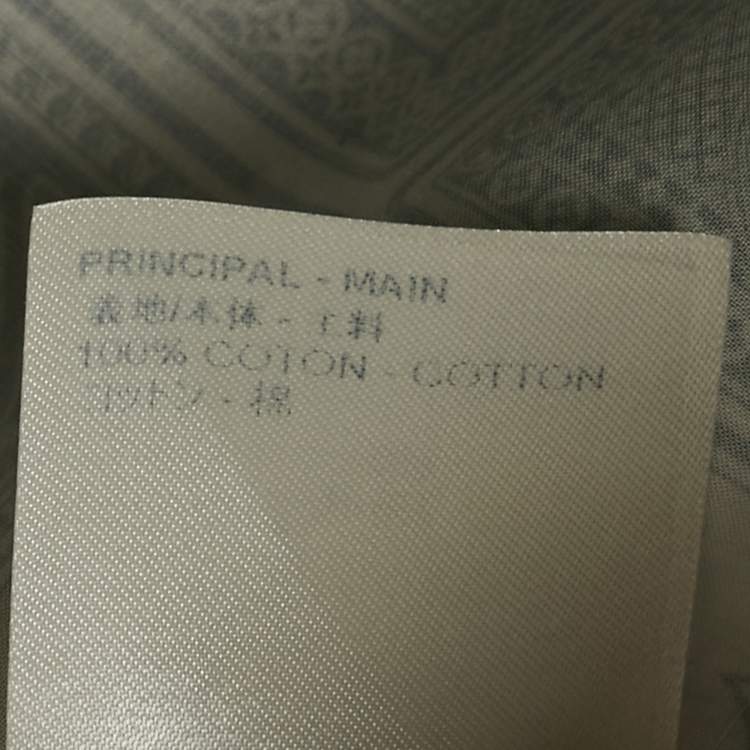 PRINCIPAL - MAIN
表地/本体 - 主料
100% COTON - COTTON
コットン - 棉